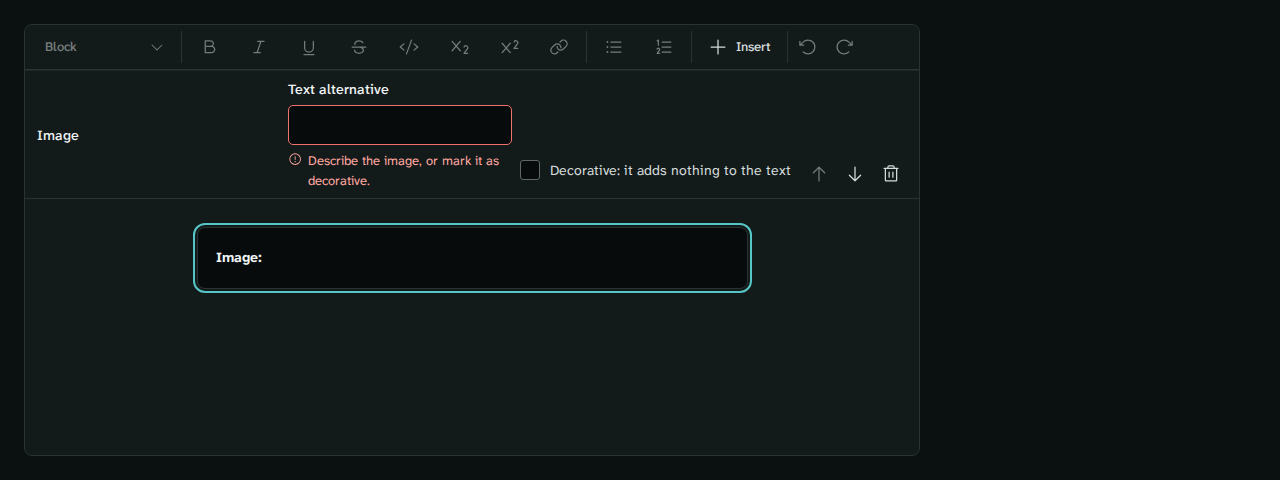 Block
Insert
Text alternative
Image
Describe the image, or mark it as
decorative.
Decorative: it adds nothing to the text
Image: